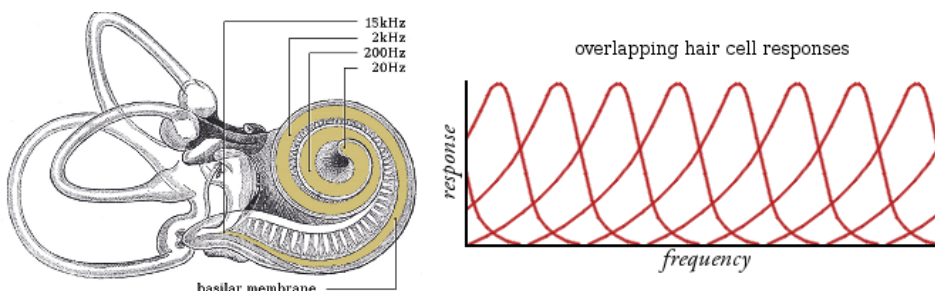 15kHz
2kHz
200Hz
20Hz
basilar membrane
overlapping hair cell responses
response
frequency